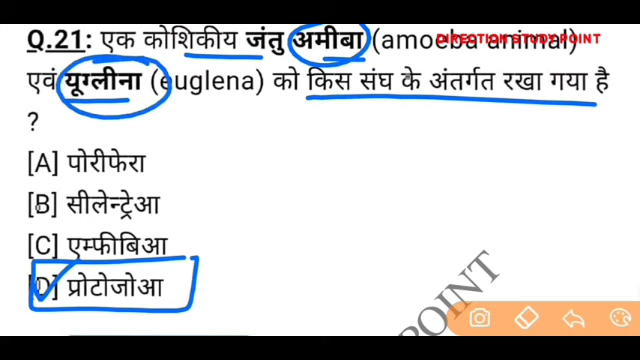 DIRECTION STUDY POINT
Q.21: एक कोशिकीय जंतु अमीबा (amoeba animal)
एवं यूग्लीना (euglena) को किस संघ के अंतर्गत रखा गया है
?
[A] पोरीफेरा
[B] सीलेन्ट्रेआ
[C] एम्फीबिआ
[D] प्रोटोजोआ
POINT